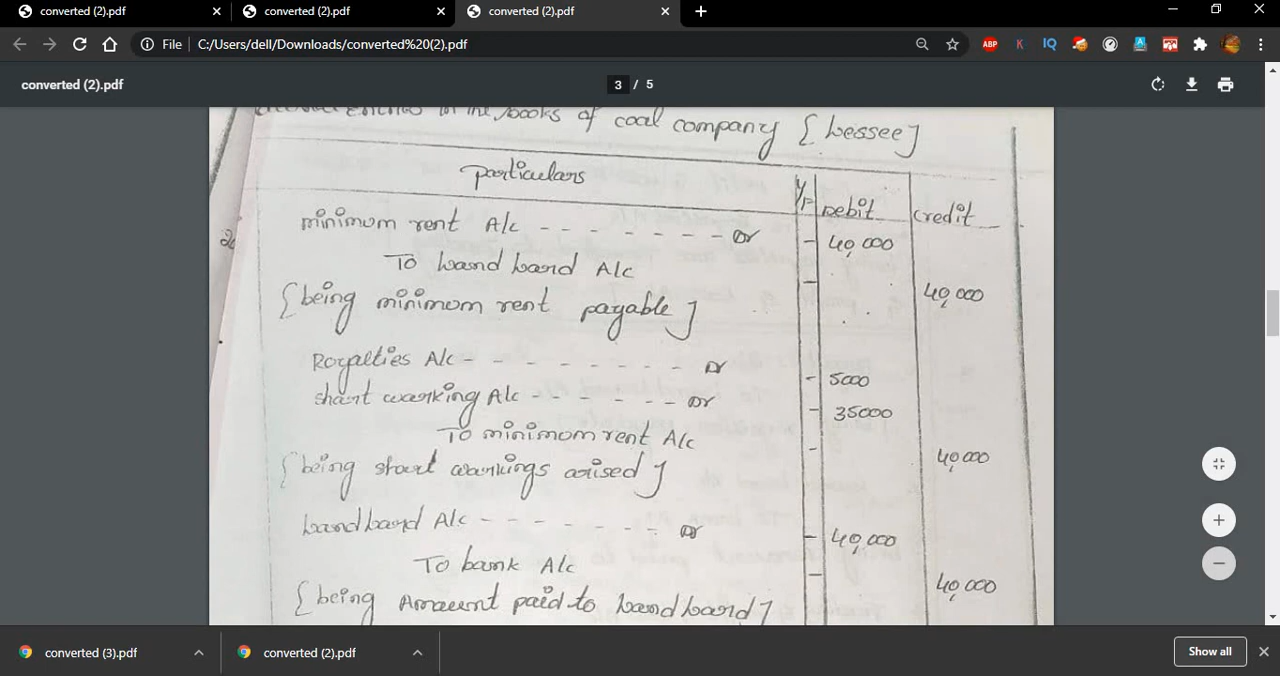 converted (2).pdf
converted (2).pdf
converted (2).pdf
File C:/Users/dell/Downloads/converted%20(2).pdf
ABP
K
IQ
converted (2).pdf
3 / 5
in the books of coal company {Lessee]
particulars
Debit
credit
minimum rent A/c - - - - - - - - Dr
- 40,000
To Land Lord A/c
-
40,000
{being minimum rent payable]
Royalties A/c - - - - - - - - Dr
- 5000
short working A/c - - - - - - - Dr
- 35000
To minimum rent A/c
-
40,000
{being short workings arised]
Land Lord A/c - - - - - - - - Dr
- 40,000
To bank A/c
-
40,000
{being Amount paid to Land Lord]
converted (3).pdf
converted (2).pdf
Show all